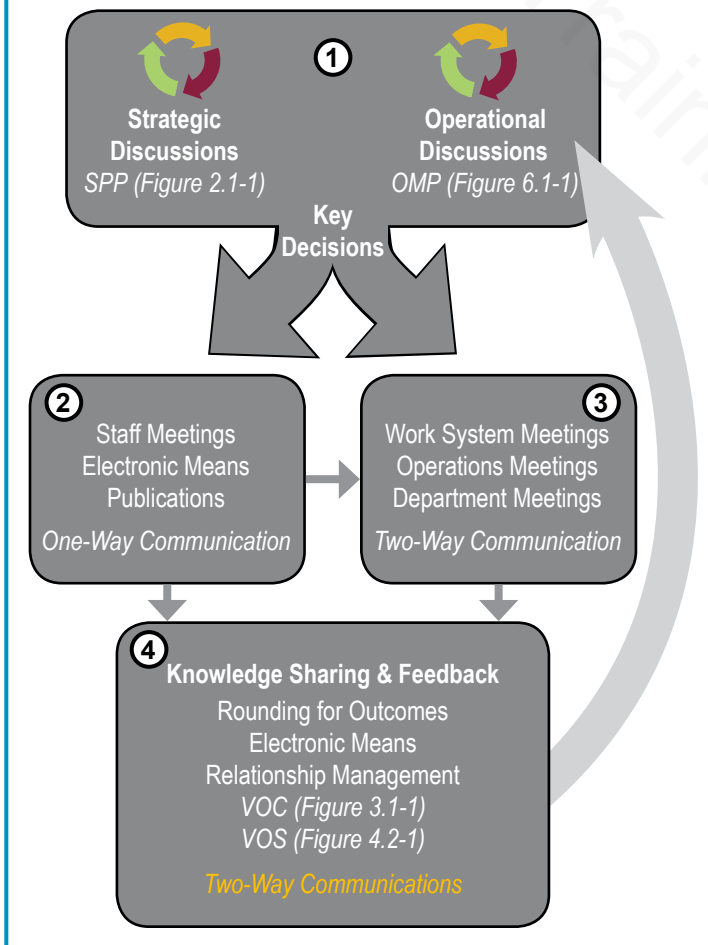 1
Strategic
Discussions
SPP (Figure 2.1-1)
Operational
Discussions
OMP (Figure 6.1-1)
Key
Decisions
2
Staff Meetings
Electronic Means
Publications
One-Way Communication
3
Work System Meetings
Operations Meetings
Department Meetings
Two-Way Communication
4
Knowledge Sharing & Feedback
Rounding for Outcomes
Electronic Means
Relationship Management
VOC (Figure 3.1-1)
VOS (Figure 4.2-1)
Two-Way Communications